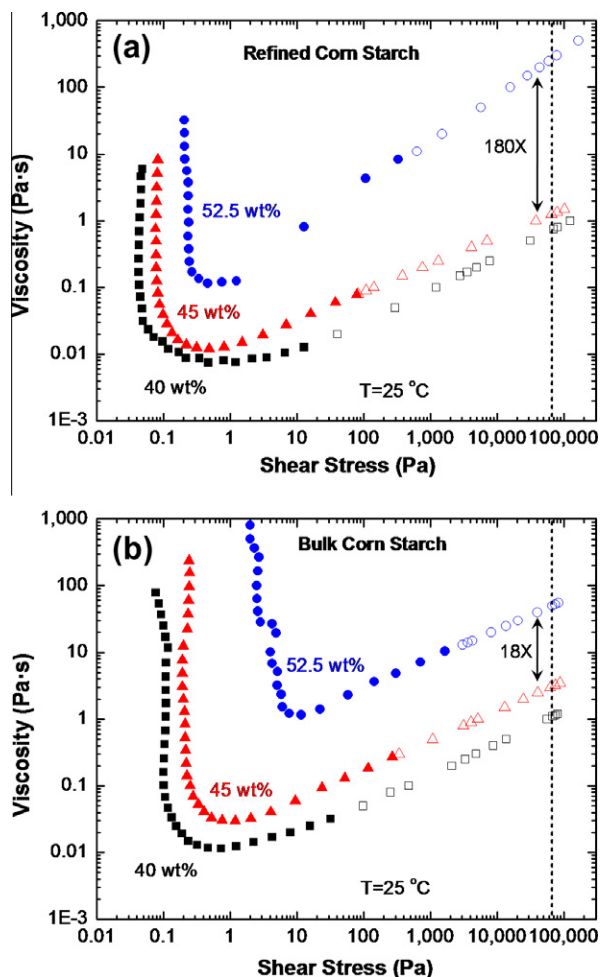 (a)
Refined Corn Starch
1,000
100
10
1
0.1
0.01
1E-3
Viscosity (Pa·s)
52.5 wt%
180X
45 wt%
40 wt%
T=25 °C
0.01 0.1 1 10 100 1,000 10,000 100,000
Shear Stress (Pa)
(b)
Bulk Corn Starch
1,000
100
10
1
0.1
0.01
1E-3
Viscosity (Pa·s)
52.5 wt%
18X
45 wt%
40 wt%
T=25 °C
0.01 0.1 1 10 100 1,000 10,000 100,000
Shear Stress (Pa)